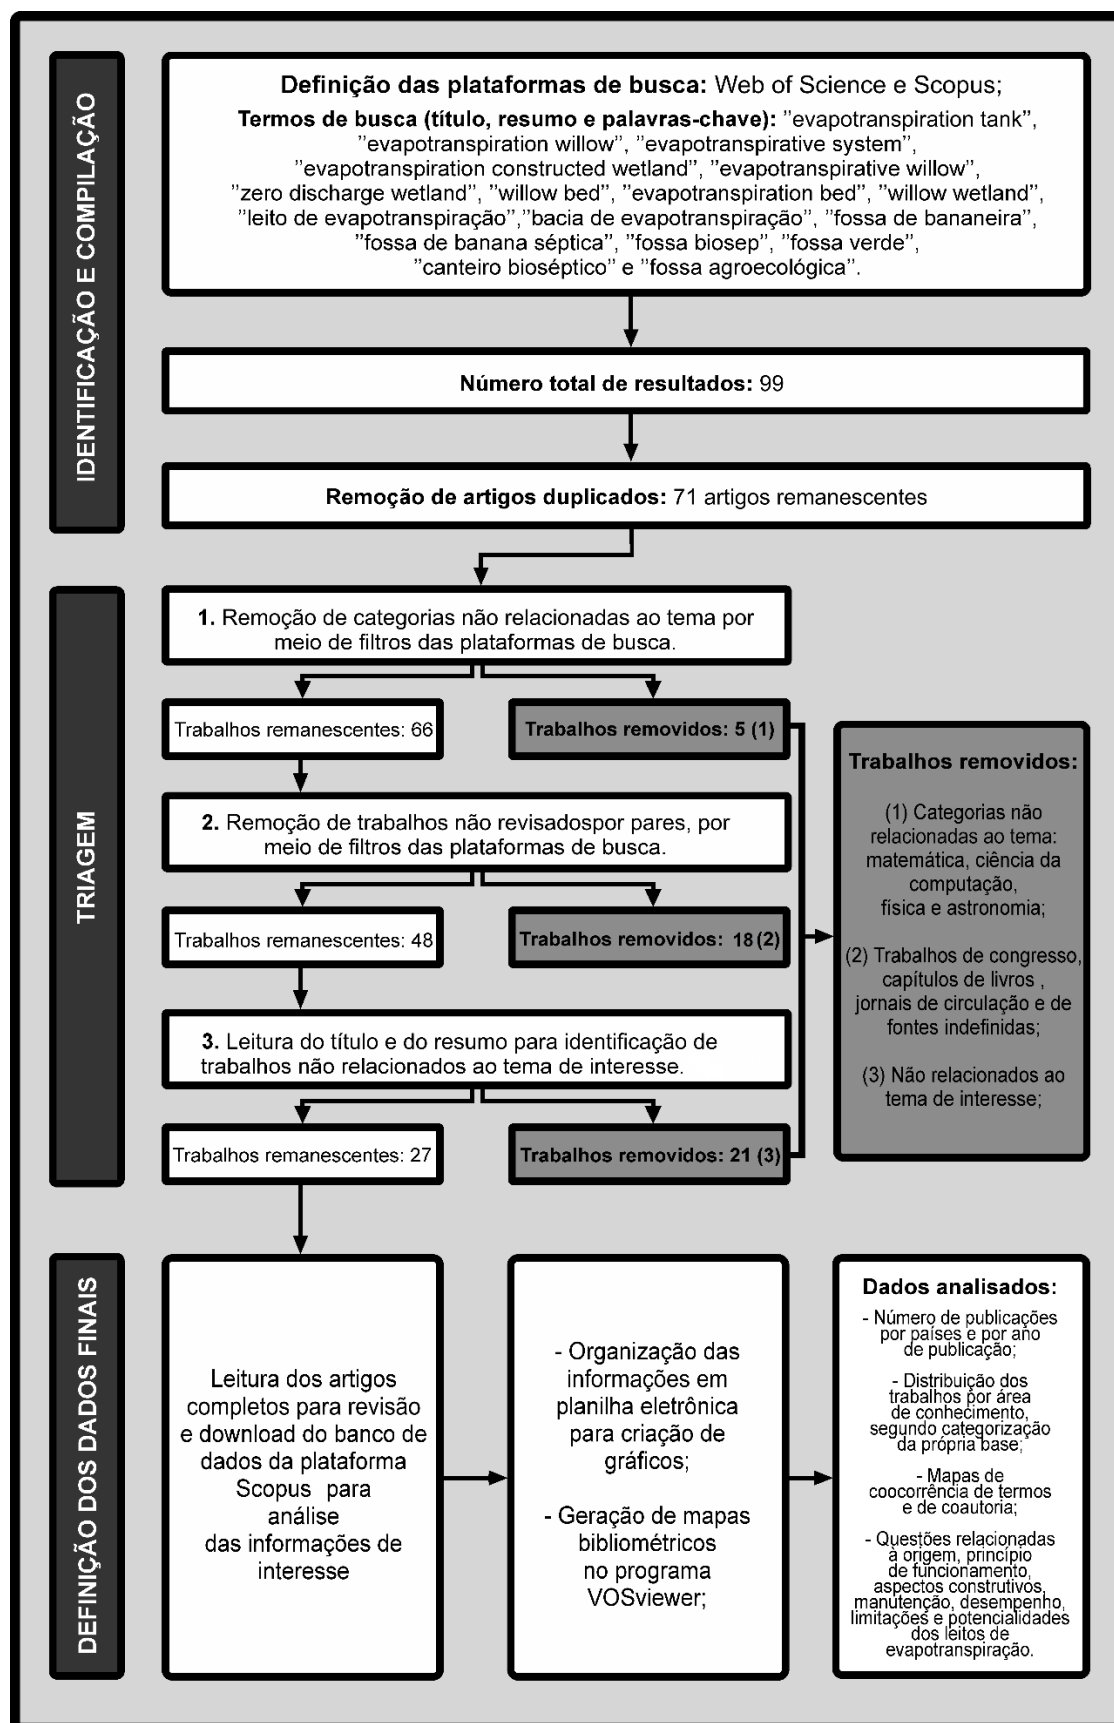 IDENTIFICAÇÃO E COMPILAÇÃO
Definição das plataformas de busca: Web of Science e Scopus;
Termos de busca (título, resumo e palavras-chave): ”evapotranspiration tank”,
”evapotranspiration willow”, ”evapotranspirative system”,
”evapotranspiration constructed wetland”, ”evapotranspirative willow”,
”zero discharge wetland”, ”willow bed”, ”evapotranspiration bed”, ”willow wetland”,
”leito de evapotranspiração”,”bacia de evapotranspiração”, ”fossa de bananeira”,
”fossa de banana séptica”, ”fossa biosep”, ”fossa verde”,
”canteiro bioséptico” e ”fossa agroecológica”.
Número total de resultados: 99
Remoção de artigos duplicados: 71 artigos remanescentes
TRIAGEM
1. Remoção de categorias não relacionadas ao tema por
meio de filtros das plataformas de busca.
Trabalhos remanescentes: 66
Trabalhos removidos: 5 (1)
2. Remoção de trabalhos não revisadospor pares, por
meio de filtros das plataformas de busca.
Trabalhos remanescentes: 48
Trabalhos removidos: 18 (2)
3. Leitura do título e do resumo para identificação de
trabalhos não relacionados ao tema de interesse.
Trabalhos remanescentes: 27
Trabalhos removidos: 21 (3)
Trabalhos removidos:
(1) Categorias não
relacionadas ao tema:
matemática, ciência da
computação,
física e astronomia;
(2) Trabalhos de congresso,
capítulos de livros ,
jornais de circulação e de
fontes indefinidas;
(3) Não relacionados ao
tema de interesse;
DEFINIÇÃO DOS DADOS FINAIS
Leitura dos artigos
completos para revisão
e download do banco de
dados da plataforma
Scopus para
análise
das informações de
interesse
- Organização das
informações em
planilha eletrônica
para criação de
gráficos;
- Geração de mapas
bibliométricos
no programa
VOSviewer;
Dados analisados:
- Número de publicações
por países e por ano
de publicação;
- Distribuição dos
trabalhos por área
de conhecimento,
segundo categorização
da própria base;
- Mapas de
coocorrência de termos
e de coautoria;
- Questões relacionadas
à origem, princípio
de funcionamento,
aspectos construtivos,
manutenção, desempenho,
limitações e potencialidades
dos leitos de
evapotranspiração.